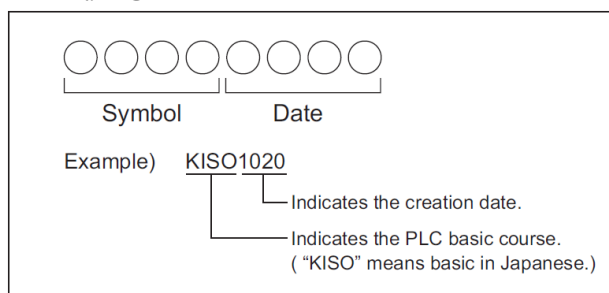 Symbol Date
Example) KISO1020
Indicates the creation date.
Indicates the PLC basic course.
( “KISO” means basic in Japanese.)